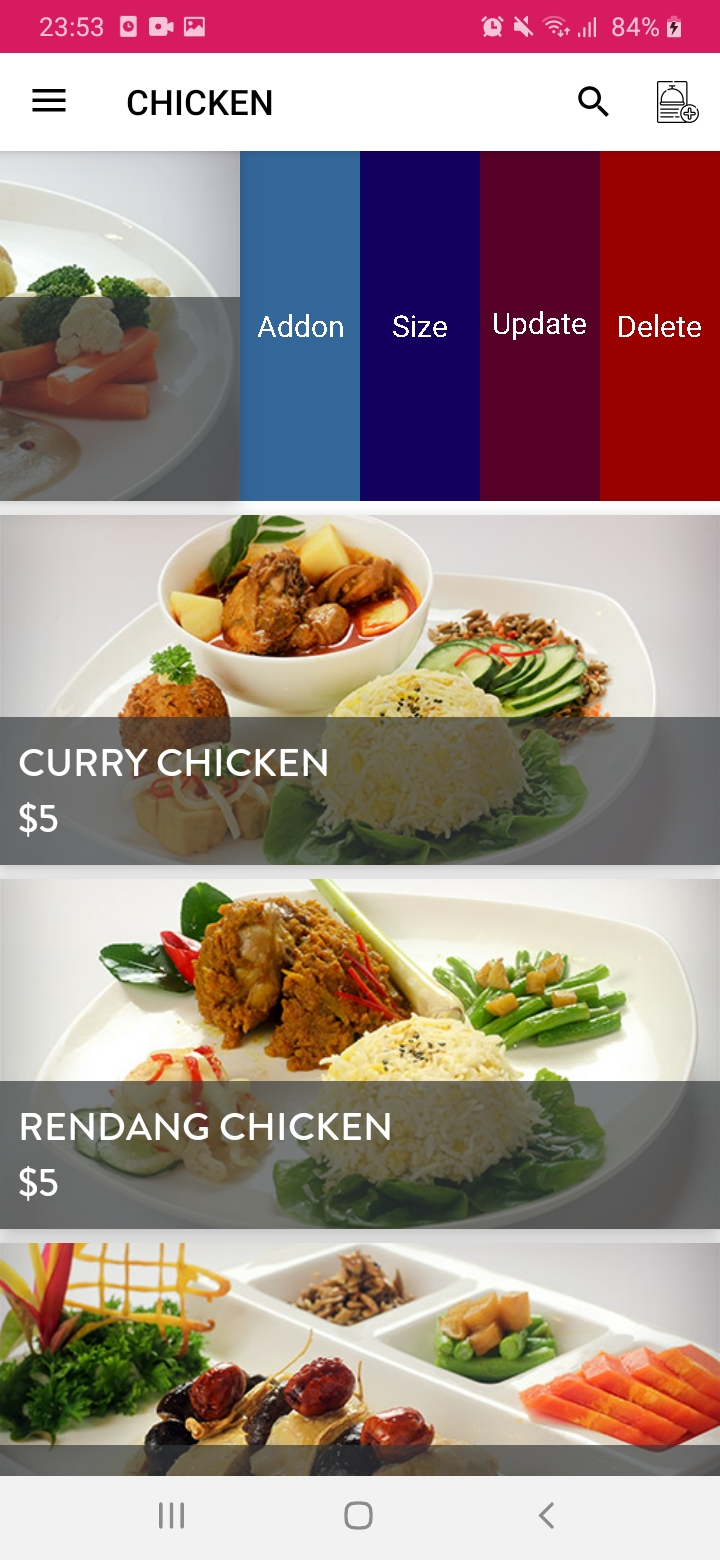 23:53 84%
CHICKEN
Addon Size Update Delete
CURRY CHICKEN
$5
RENDANG CHICKEN
$5